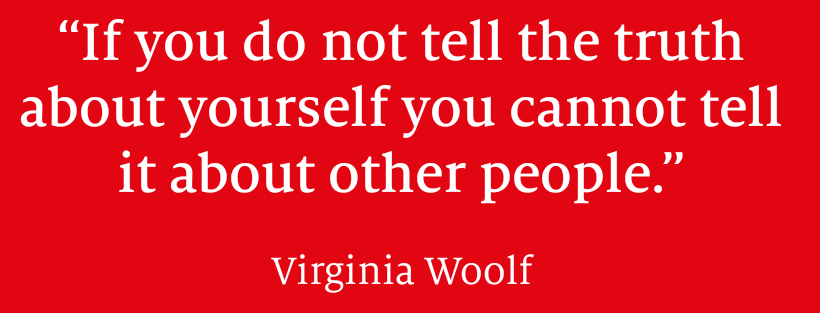 “If you do not tell the truth
about yourself you cannot tell
it about other people.”
Virginia Woolf